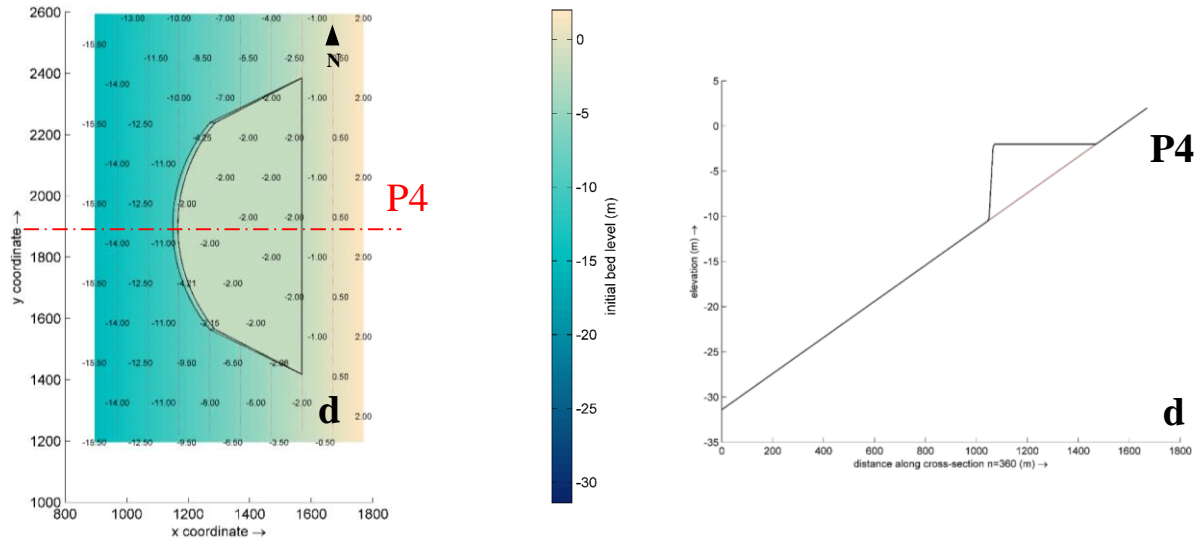 2600
2400
2200
2000
1800
1600
1400
1200
1000
y coordinate →
800 1000 1200 1400 1600 1800
x coordinate →
-13.00 -10.00 -7.00 -4.00 -1.00 2.00
-15.50
-11.50 -8.50 -5.50 -2.50
N
-14.00
-10.00 -7.00 -4.00 -1.00 2.00
-15.50 -12.50
-4.25 -2.00 -2.00 0.50
-14.00 -11.00
-2.00 -2.00 -1.00 2.00
-15.50 -12.50 -2.00
-2.00 -2.00 0.50
P4
-14.00 -11.00 -2.00
-2.00 -1.00 2.00
-15.50 -12.50 -4.21 -2.00
-2.00 0.50
-14.00 -11.00 -2.15 -2.00
-1.00 2.00
-15.50 -12.50 -9.50 -6.50 -2.98
0.50
-14.00 -11.00 -8.00 -5.00 -2.00
d
2.00
-15.50 -12.50 -9.50 -0.50
0
-5
-10
-15
-20
-25
-30
initial bed level (m)
5
0
-5
-10
-15
-20
-25
-30
-35
elevation (m) →
0 200 400 600 800 1000 1200 1400 1600 1800
distance along cross-section n=360 (m) →
P4
d